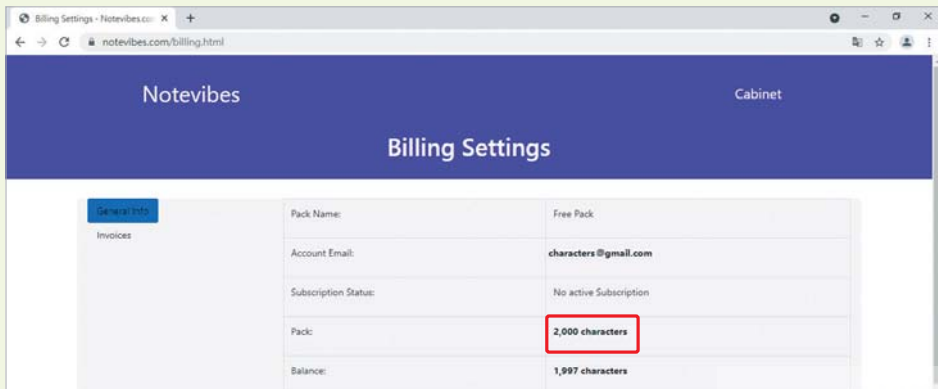 Billing Settings - Notevibes.co
notevibes.com/billing.html
Notevibes
Cabinet
Billing Settings
General Info
Invoices
Pack Name: Free Pack
Account Email: characters@gmail.com
Subscription Status: No active Subscription
Pack: 2,000 characters
Balance: 1,997 characters